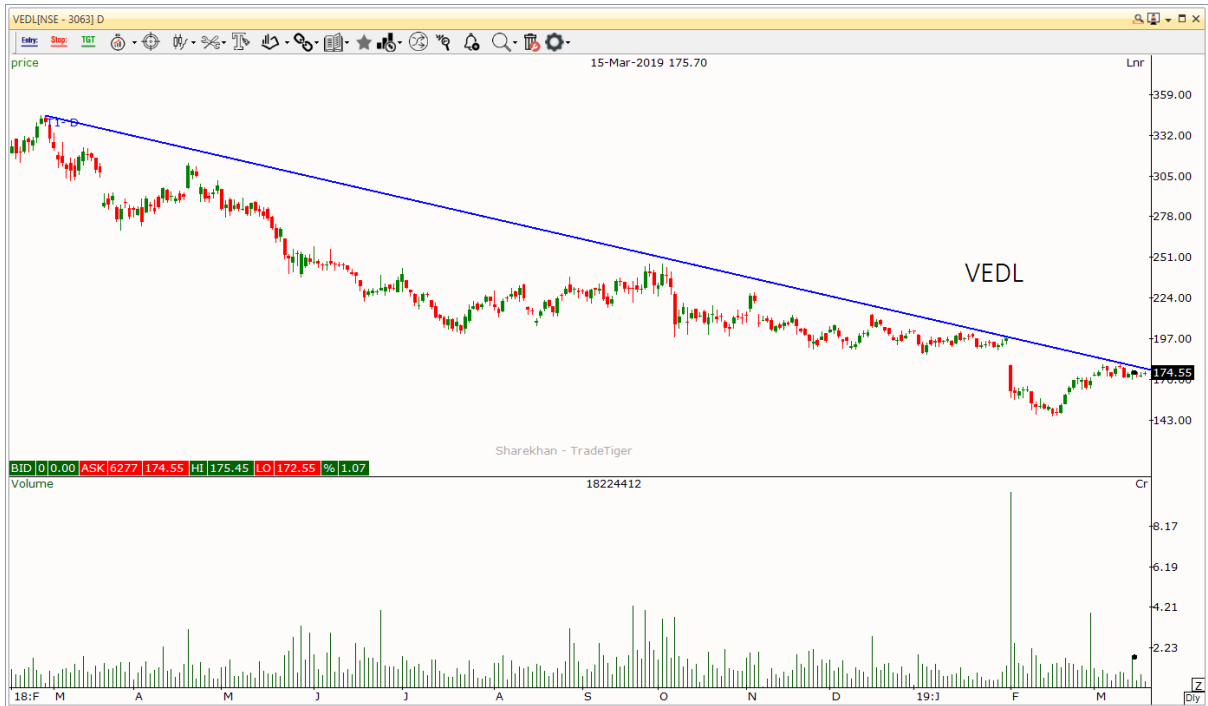 VEDL[NSE - 3063] D
Entry: Stop: TGT
price 15-Mar-2019 175.70 Lnr
T1- D
359.00
332.00
305.00
278.00
251.00
VEDL
224.00
197.00
174.55
170.00
143.00
Sharekhan - TradeTiger
BID 0 0.00 ASK 6277 174.55 HI 175.45 LO 172.55 % 1.07
Volume 18224412 Cr
8.17
6.19
4.21
2.23
18:F M A M J J A S O N D 19:J F M Z
Dly